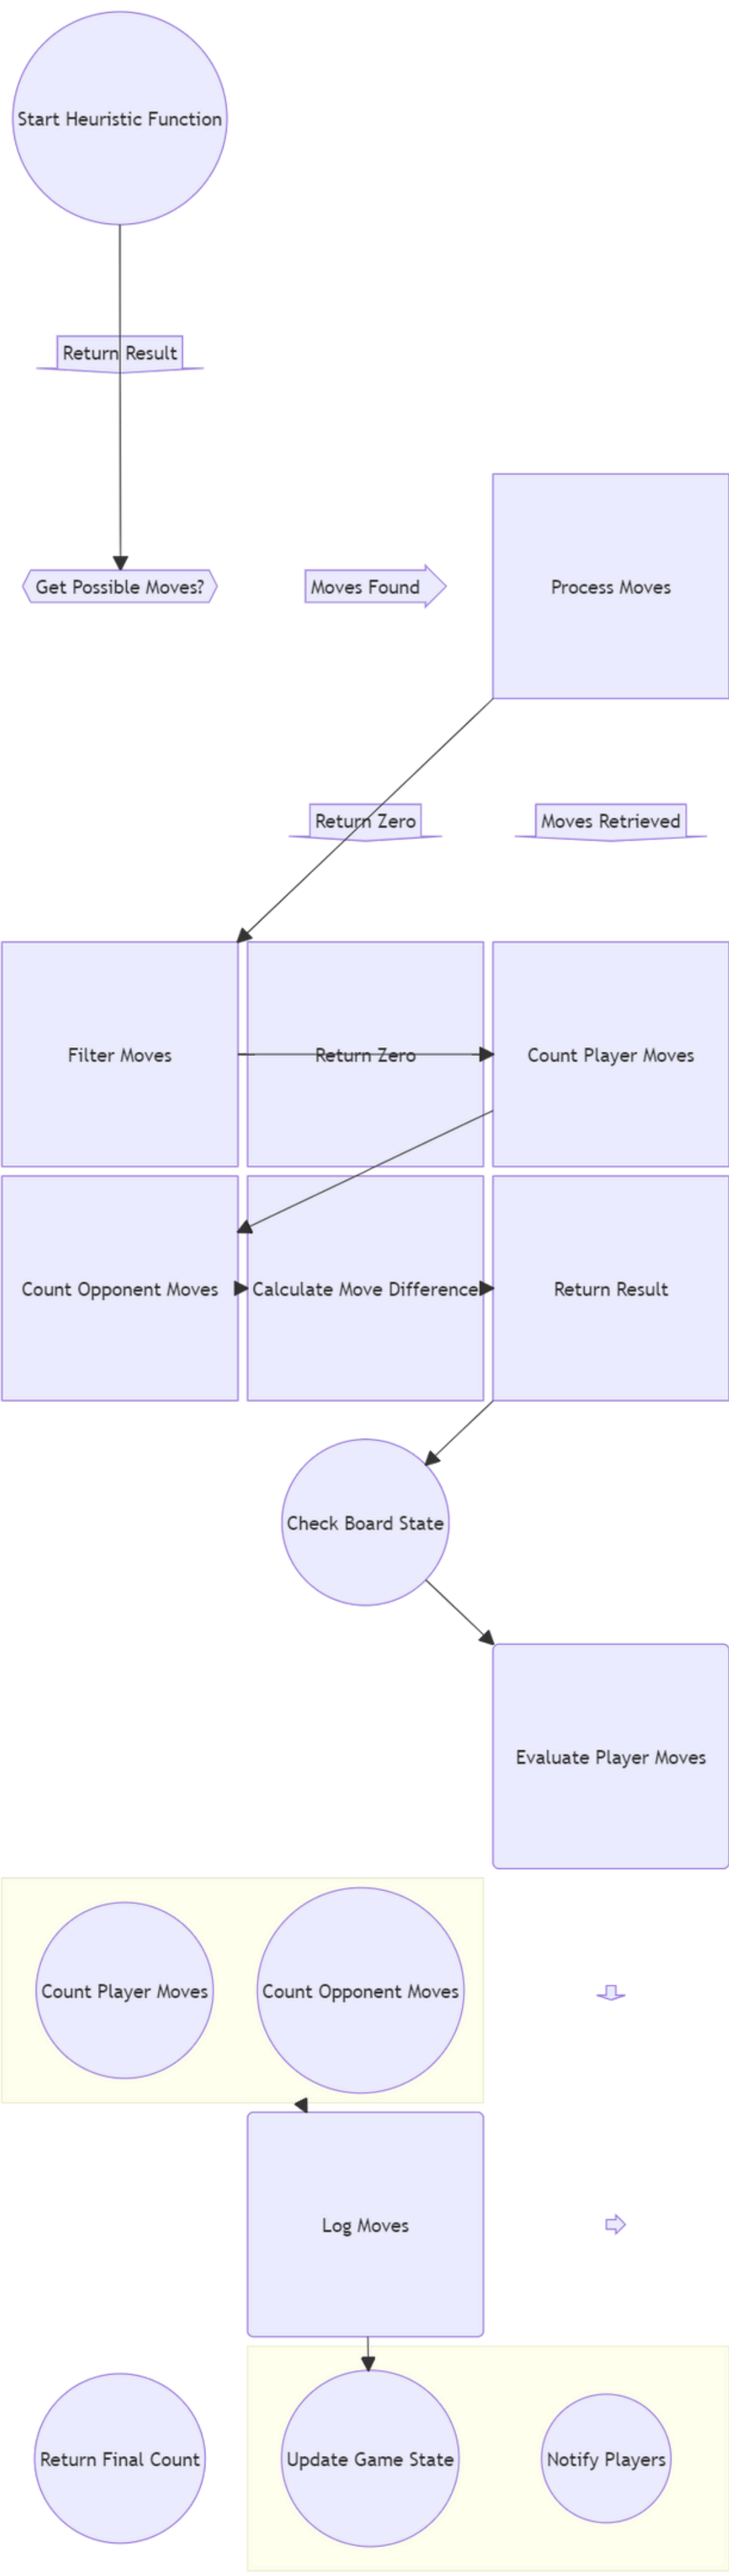 Start Heuristic Function
Return Result
Get Possible Moves?
Moves Found
Process Moves
Return Zero
Moves Retrieved
Filter Moves
Return Zero
Count Player Moves
Count Opponent Moves
Calculate Move Difference
Return Result
Check Board State
Evaluate Player Moves
Count Player Moves
Count Opponent Moves
Log Moves
Return Final Count
Update Game State
Notify Players